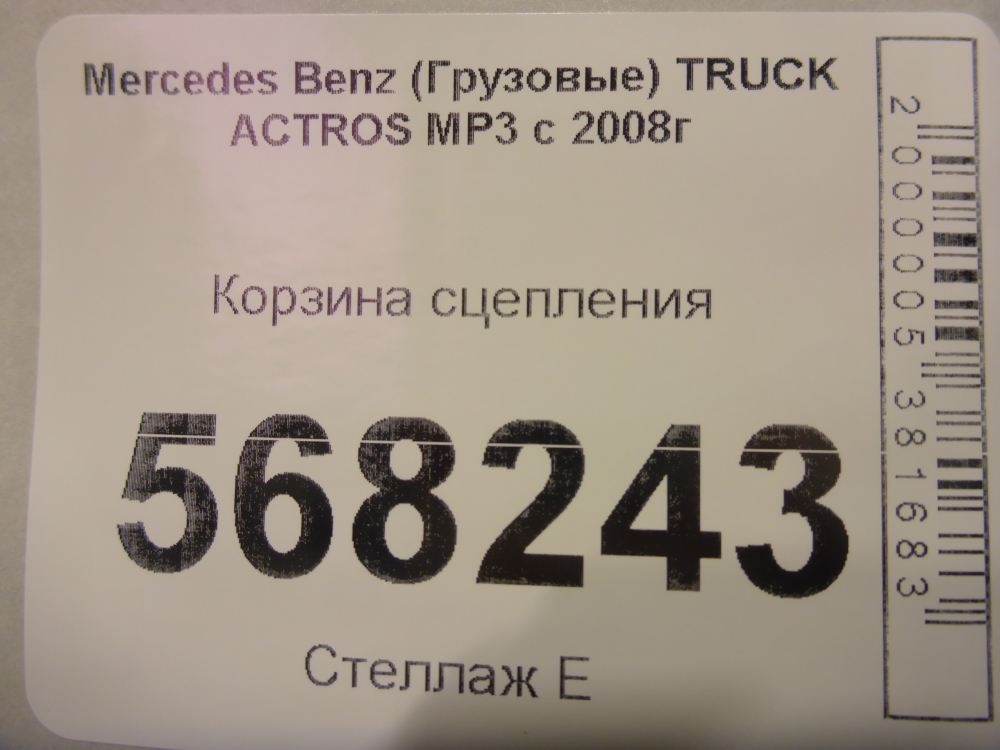 Mercedes Benz (Грузовые) TRUCK
ACTROS MP3 с 2008г
Корзина сцепления
568243
Стеллаж Е
2000005381683